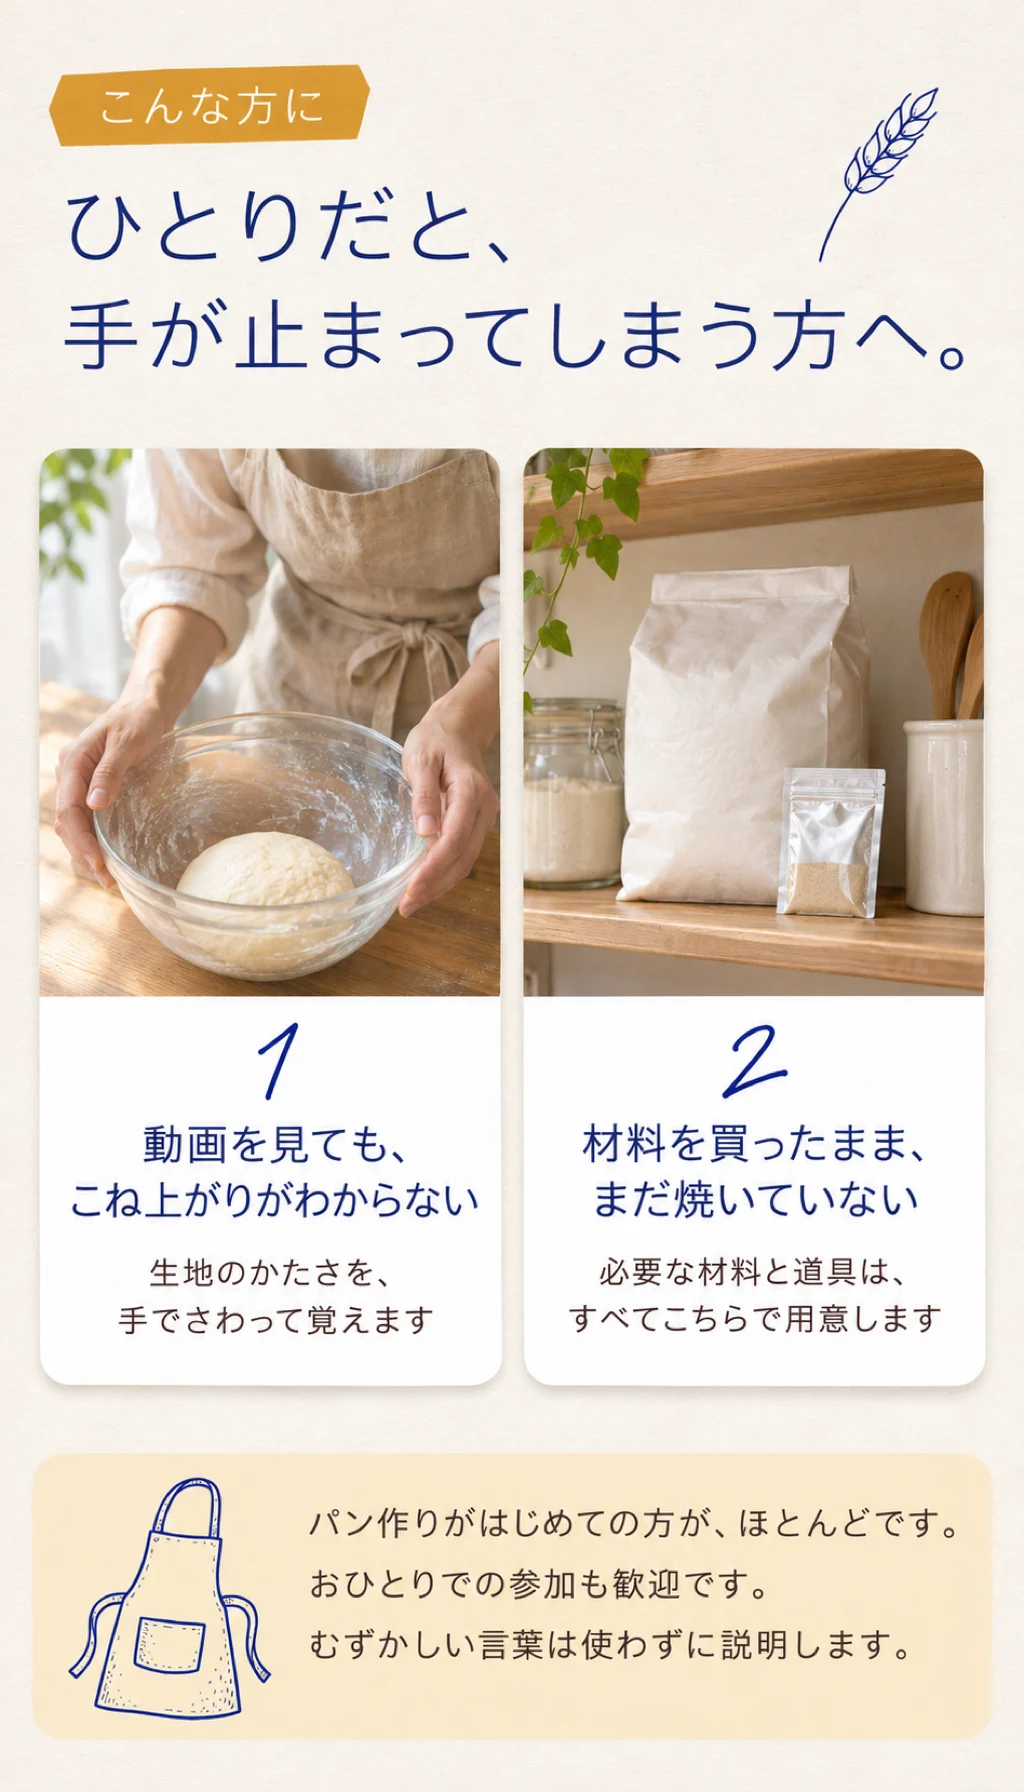 こんな方に
ひとりだと、
手が止まってしまう方へ。
1
動画を見ても、
こね上がりがわからない
生地のかたさを、
手でさわって覚えます
2
材料を買ったまま、
まだ焼いていない
必要な材料と道具は、
すべてこちらで用意します
パン作りがはじめての方が、ほとんどです。
おひとりでの参加も歓迎です。
むずかしい言葉は使わずに説明します。